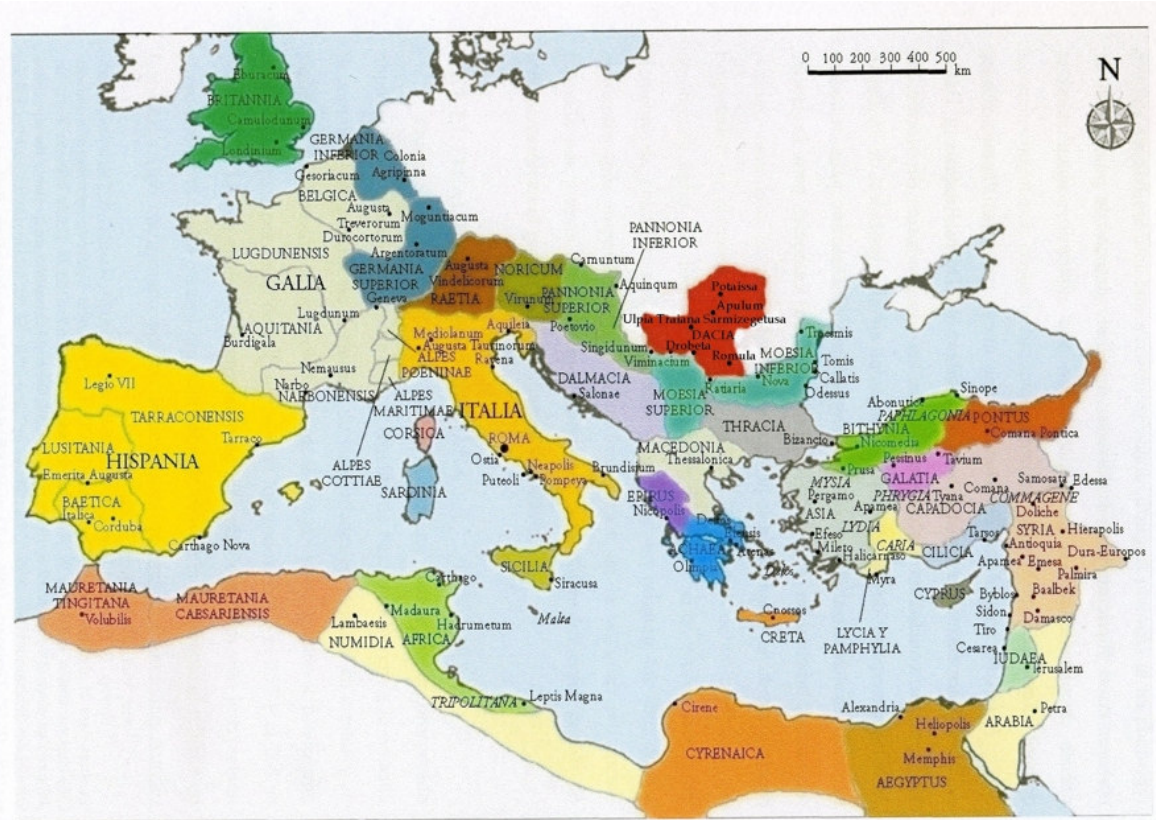 0 100 200 300 400 500
km
N
Eburacum
BRITANNIA
Camulodunum
Londinium
GERMANIA
INFERIOR
Colonia
Agripinna
Gesoriacum
BELGICA
Augusta
Treverorum
Durocortorum
Moguntiacum
Argentoratum
LUGDUNENSIS
GALIA
GERMANIA
SUPERIOR
Geneva
Lugdunum
AQUITANIA
Burdigala
Nemausus
Narbo
NARBONENSIS
Augusta
Vindelicorum
RAETIA
NORICUM
Virunum
PANNONIA
SUPERIOR
Poetovio
Carnuntum
Aquinqum
PANNONIA
INFERIOR
Potaissa
Apulum
Ulpia Traiana Sarmizegetusa
DACIA
Drobeta
Romula
Singidunum
Viminacium
MOESIA
SUPERIOR
Ratiaria
MOESIA
INFERIOR
Nova
Troesmis
Tomis
Callatis
Odessus
Mediolanum
Augusta Taurinorum
Aquileia
Ravena
ALPES
POENINAE
ALPES
MARITIMAE
ALPES
COTTIAE
ITALIA
ROMA
Ostia
Puteoli
Neapolis
Pompeya
Brundisium
CORSICA
SARDINIA
SICILIA
Siracusa
Malta
DALMACIA
Salonae
THRACIA
Bizancio
MACEDONIA
Thessalonica
EPIRUS
Nicopolis
Atenas
CRETA
Cnossos
Legio VII
TARRACONENSIS
Tarraco
LUSITANIA
HISPANIA
Emerita Augusta
BAETICA
Italica
Corduba
Carthago Nova
MAURETANIA
TINGITANA
Volubilis
MAURETANIA
CAESARIENSIS
Lambaesis
NUMIDIA
Carthago
Madaura
Hadrumetum
AFRICA
TRIPOLITANA
Leptis Magna
Cirene
CYRENAICA
Alexandria
Heliopolis
Memphis
AEGYPTUS
Sinope
Abonutic
PAPHLAGONIA
PONTUS
Comana Pontica
BITHYNIA
Nicomedia
Prusa
Pessinus
Tavium
GALATIA
MYSIA
Pergamo
ASIA
PHRYGIA
Tyana
Apamea
LYDIA
Efeso
Mileto
Halicarnaso
CARIA
Myra
LYCIA Y
PAMPHYLIA
Comana
CAPADOCIA
Samosata
Edessa
COMMAGENE
Doliche
Tarsos
CILICIA
CYPRUS
SYRIA
Hierapolis
Antioquia
Dura-Europos
Apamea
Emesa
Palmira
Byblos
Baalbek
Sidon
Damasco
Tiro
Cesarea
IUDAEA
Ierusalem
ARABIA
Petra